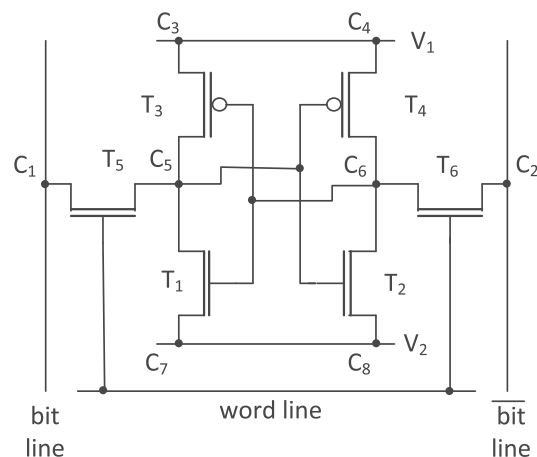 C₃ C₄ V₁
T₃ T₄
C₁ T₅ C₅ C₆ T₆ C₂
T₁ T₂
C₇ C₈ V₂
word line
bit
line
bit
line